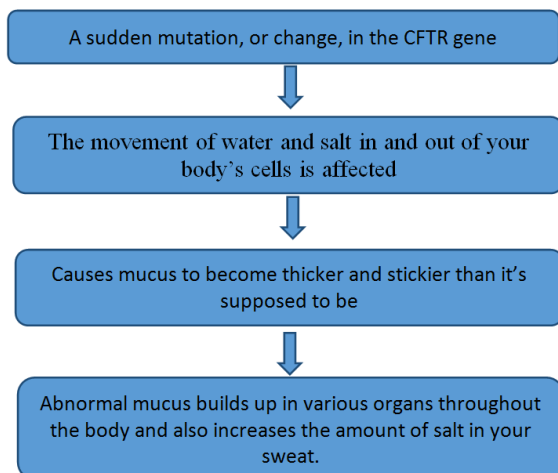 A sudden mutation, or change, in the CFTR gene
The movement of water and salt in and out of your
body’s cells is affected
Causes mucus to become thicker and stickier than it’s
supposed to be
Abnormal mucus builds up in various organs throughout
the body and also increases the amount of salt in your
sweat.